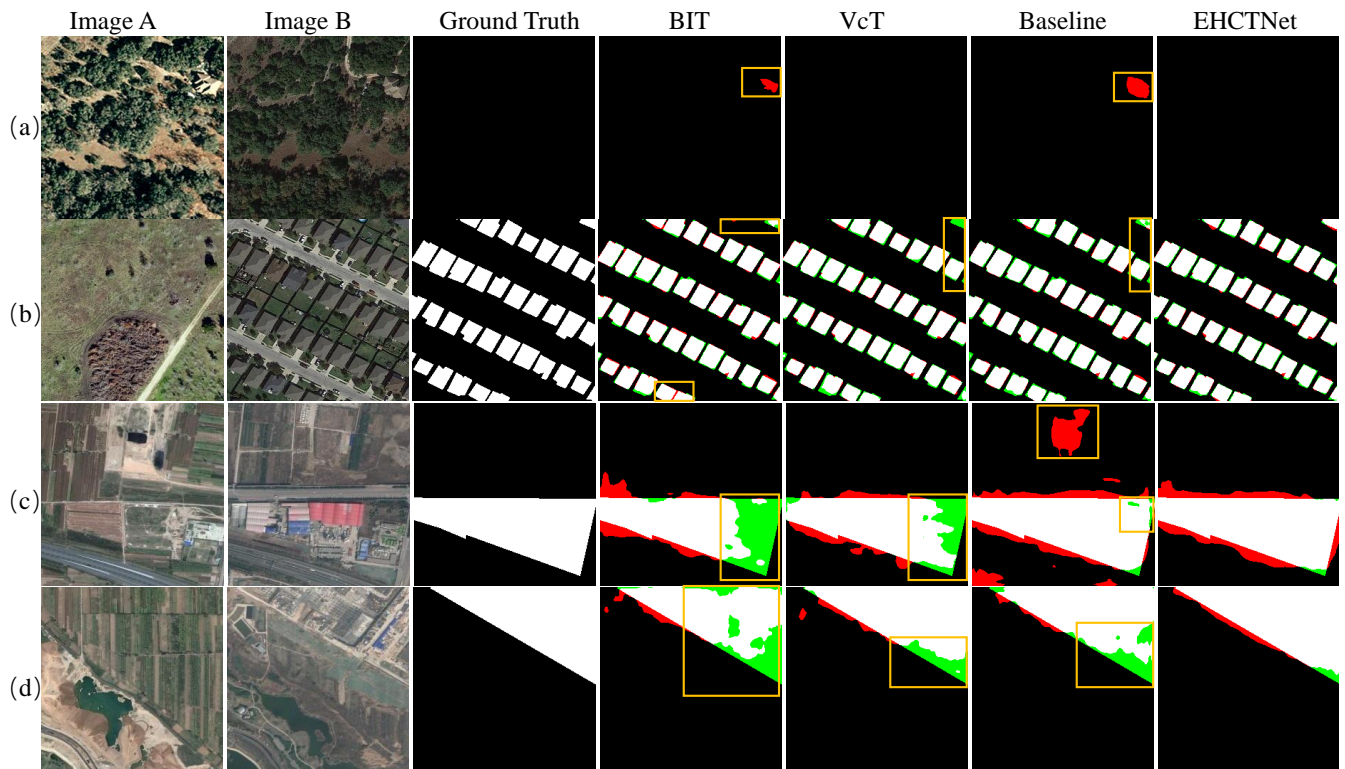 Image A Image B Ground Truth BIT VcT Baseline EHCTNet
(a)
(b)
(c)
(d)